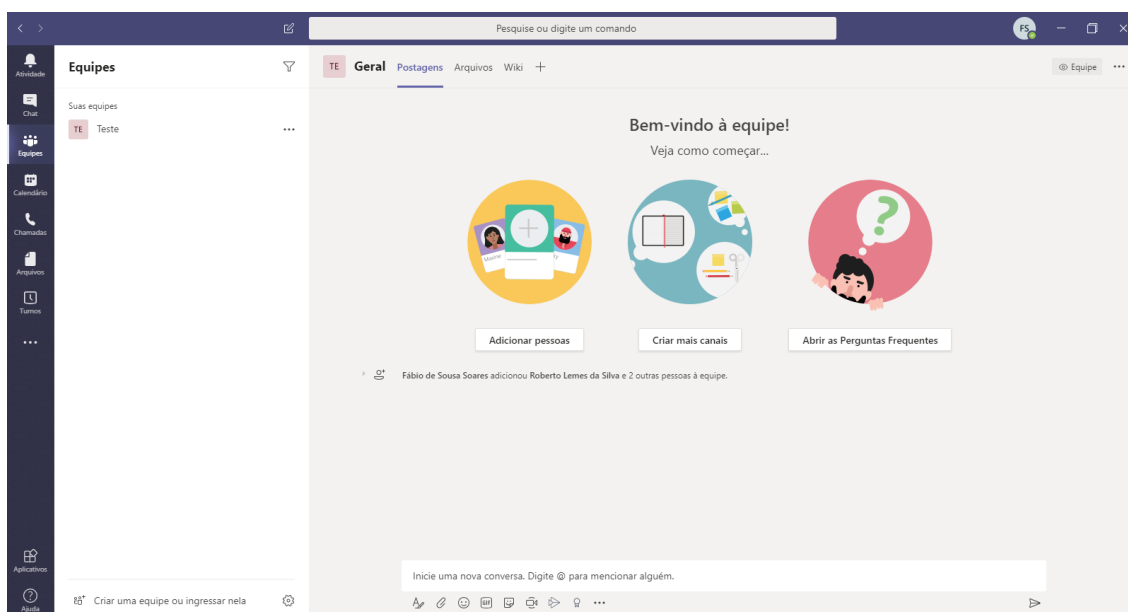 Pesquise ou digite um comando
FS
Atividade
Chat
Equipes
Calendário
Chamadas
Arquivos
Turnos
Aplicativos
Ajuda
Equipes
Suas equipes
TE Teste
Criar uma equipe ou ingressar nela
TE Geral Postagens Arquivos Wiki
Equipe
Bem-vindo à equipe!
Veja como começar...
Maxine
Adicionar pessoas
Criar mais canais
Abrir as Perguntas Frequentes
Fábio de Sousa Soares adicionou Roberto Lemes da Silva e 2 outras pessoas à equipe.
Inicie uma nova conversa. Digite @ para mencionar alguém.
GIF